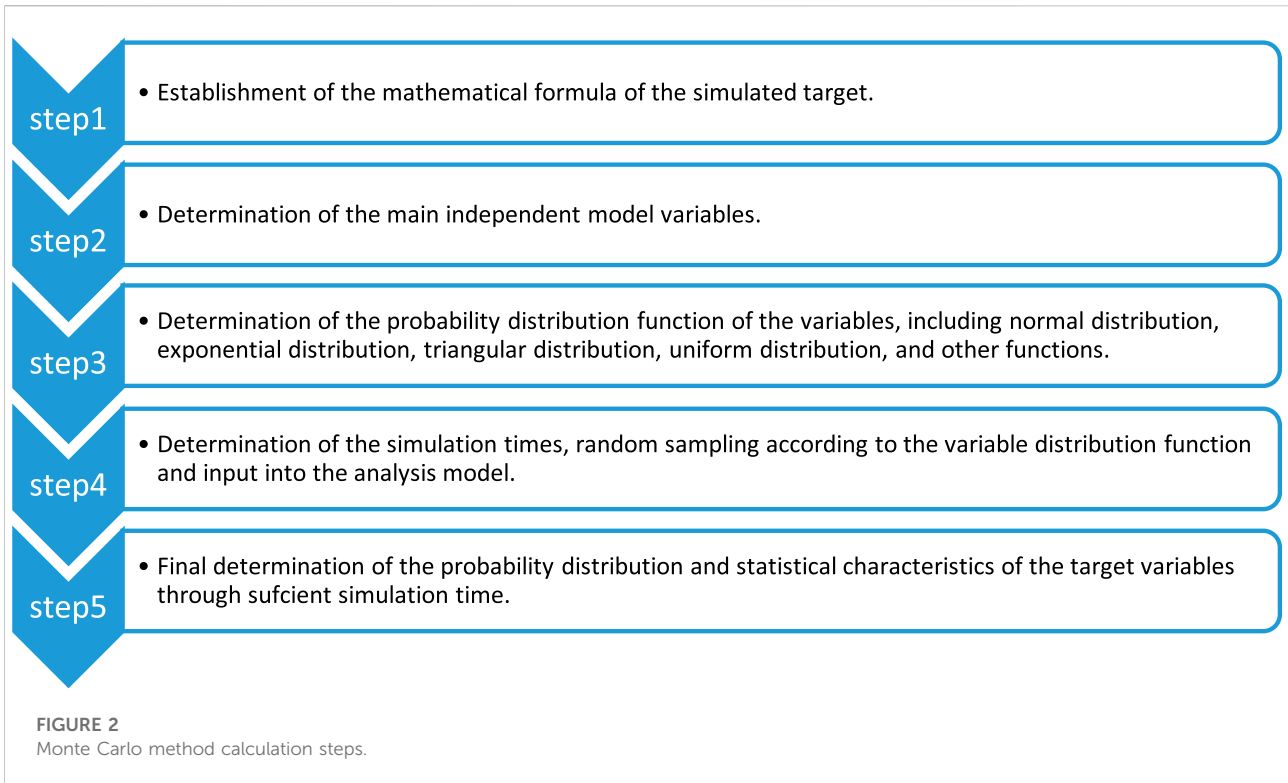 step1
• Establishment of the mathematical formula of the simulated target.
step2
• Determination of the main independent model variables.
step3
• Determination of the probability distribution function of the variables, including normal distribution,
exponential distribution, triangular distribution, uniform distribution, and other functions.
step4
• Determination of the simulation times, random sampling according to the variable distribution function
and input into the analysis model.
step5
• Final determination of the probability distribution and statistical characteristics of the target variables
through sufcient simulation time.
FIGURE 2
Monte Carlo method calculation steps.